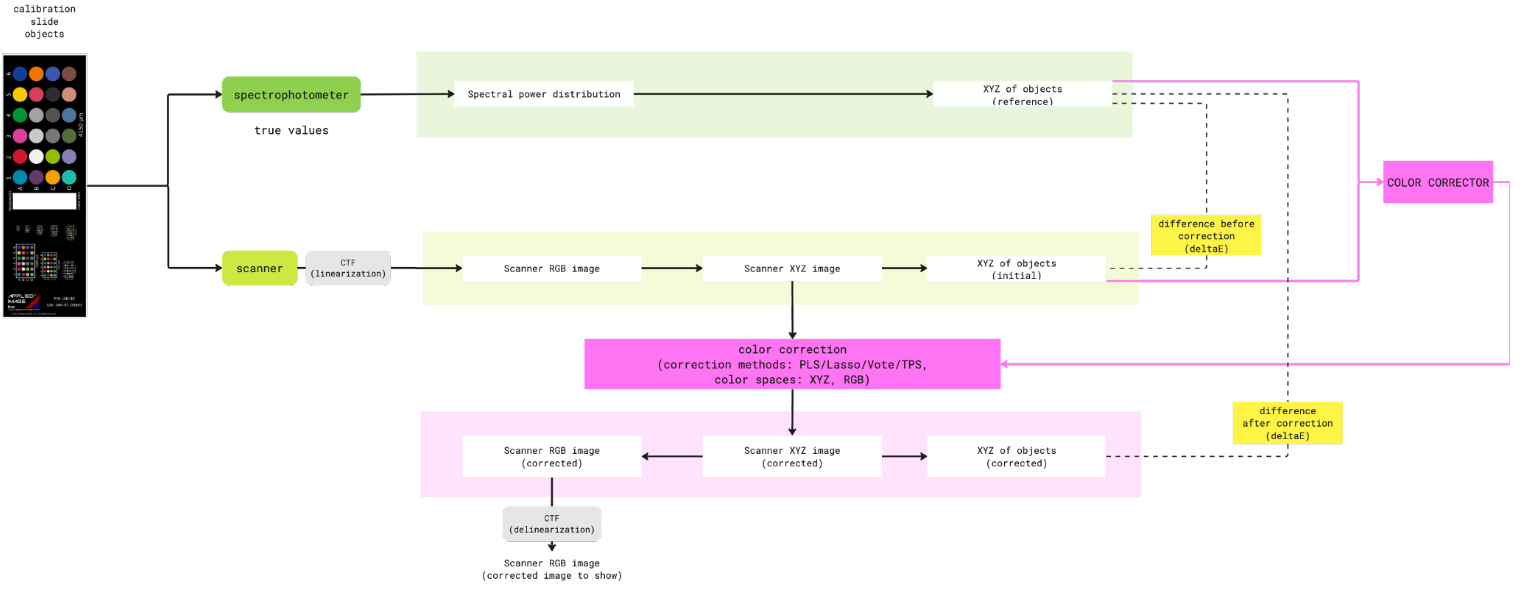 calibration
slide
objects
6
5
4
3
2
1
A
B
C
D
4150 µm
APPLIED
IMAGE
Inc
spectrophotometer
true values
Spectral power distribution
XYZ of objects
(reference)
COLOR CORRECTOR
difference before
correction
(deltaE)
scanner
CTF
(linearization)
Scanner RGB image
Scanner XYZ image
XYZ of objects
(initial)
color correction
(correction methods: PLS/Lasso/Vote/TPS,
color spaces: XYZ, RGB)
difference
after correction
(deltaE)
Scanner RGB image
(corrected)
Scanner XYZ image
(corrected)
XYZ of objects
(corrected)
CTF
(delinearization)
Scanner RGB image
(corrected image to show)